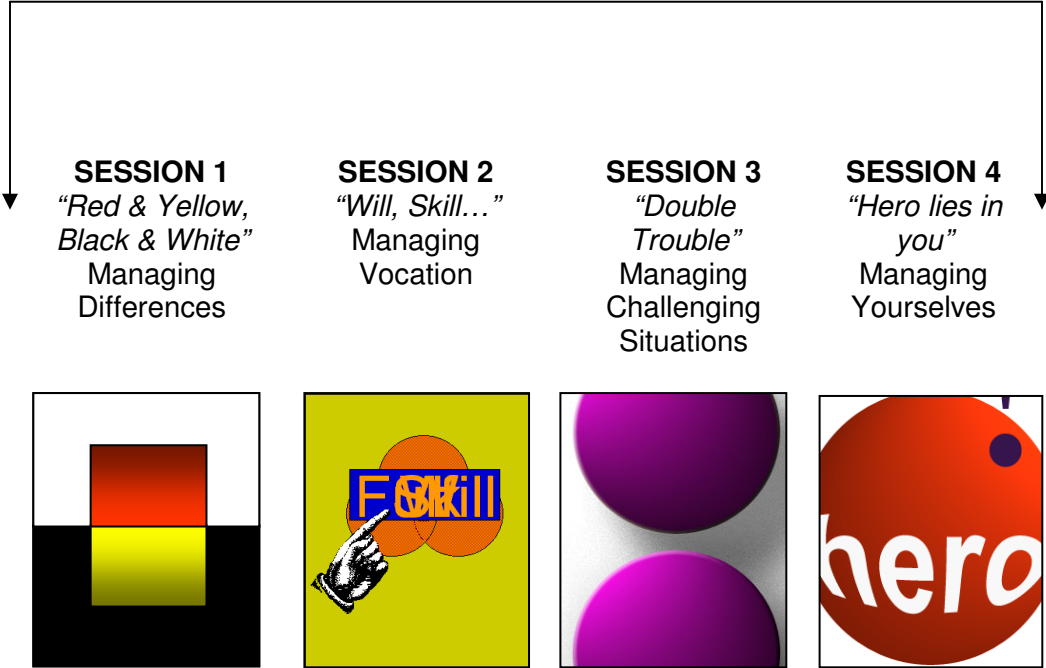 SESSION 1
“Red & Yellow,
Black & White”
Managing
Differences
SESSION 2
“Will, Skill…”
Managing
Vocation
SESSION 3
“Double
Trouble”
Managing
Challenging
Situations
SESSION 4
“Hero lies in
you”
Managing
Yourselves
Skill
hero